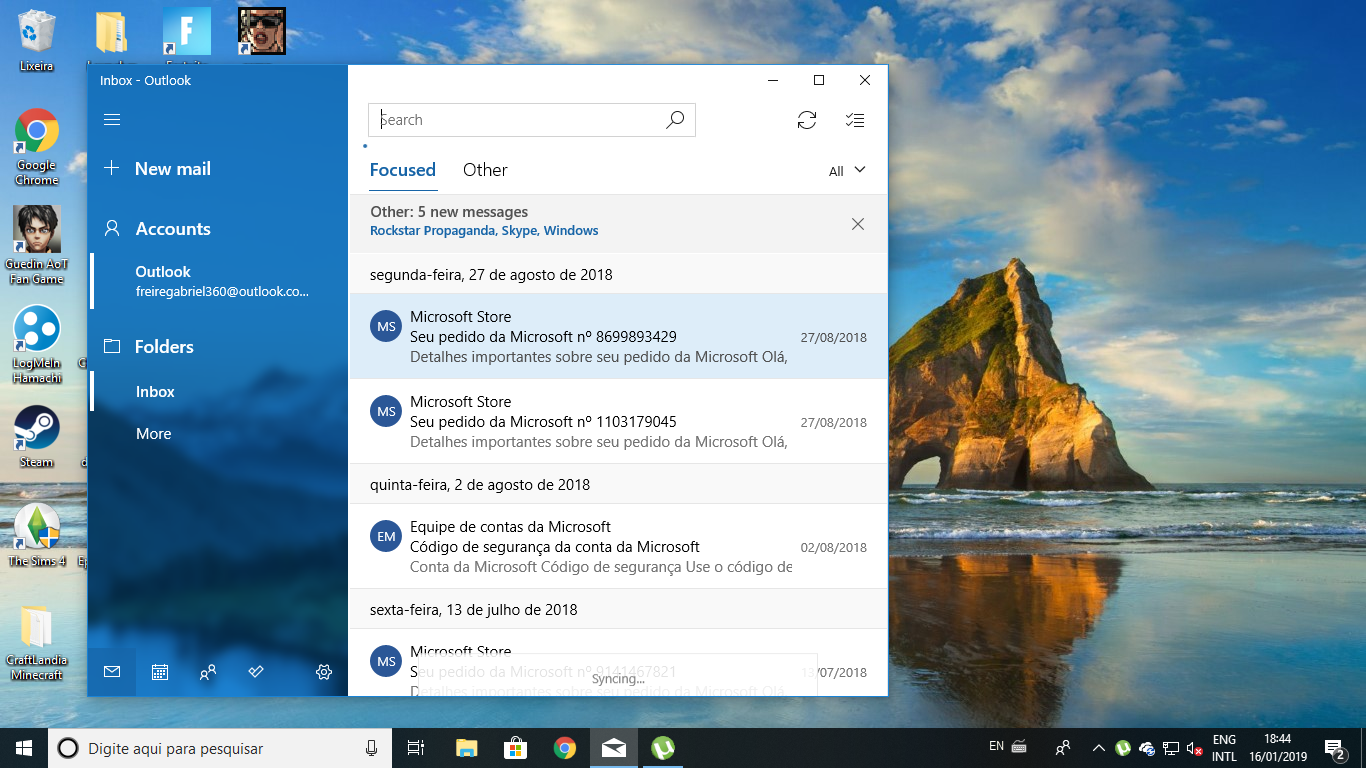 Lixeira
Google
Chrome
Guedin AoT
Fan Game
LogMeIn
Hamachi
Steam
The Sims 4
CraftLandia
Minecraft
Inbox - Outlook
New mail
Accounts
Outlook
freiregabriel360@outlook.co...
Folders
Inbox
More
Search
Focused
Other
All
Other: 5 new messages
Rockstar Propaganda, Skype, Windows
segunda-feira, 27 de agosto de 2018
MS
Microsoft Store
Seu pedido da Microsoft nº 8699893429
27/08/2018
Detalhes importantes sobre seu pedido da Microsoft Olá,
MS
Microsoft Store
Seu pedido da Microsoft nº 1103179045
27/08/2018
Detalhes importantes sobre seu pedido da Microsoft Olá,
quinta-feira, 2 de agosto de 2018
EM
Equipe de contas da Microsoft
Código de segurança da conta da Microsoft
02/08/2018
Conta da Microsoft Código de segurança Use o código de
sexta-feira, 13 de julho de 2018
MS
Microsoft Store
Seu pedido da Microsoft nº 9141467821
13/07/2018
Detalhes importantes sobre seu pedido da Microsoft Olá,
Syncing...
Digite aqui para pesquisar
EN
ENG
INTL
18:44
16/01/2019
2